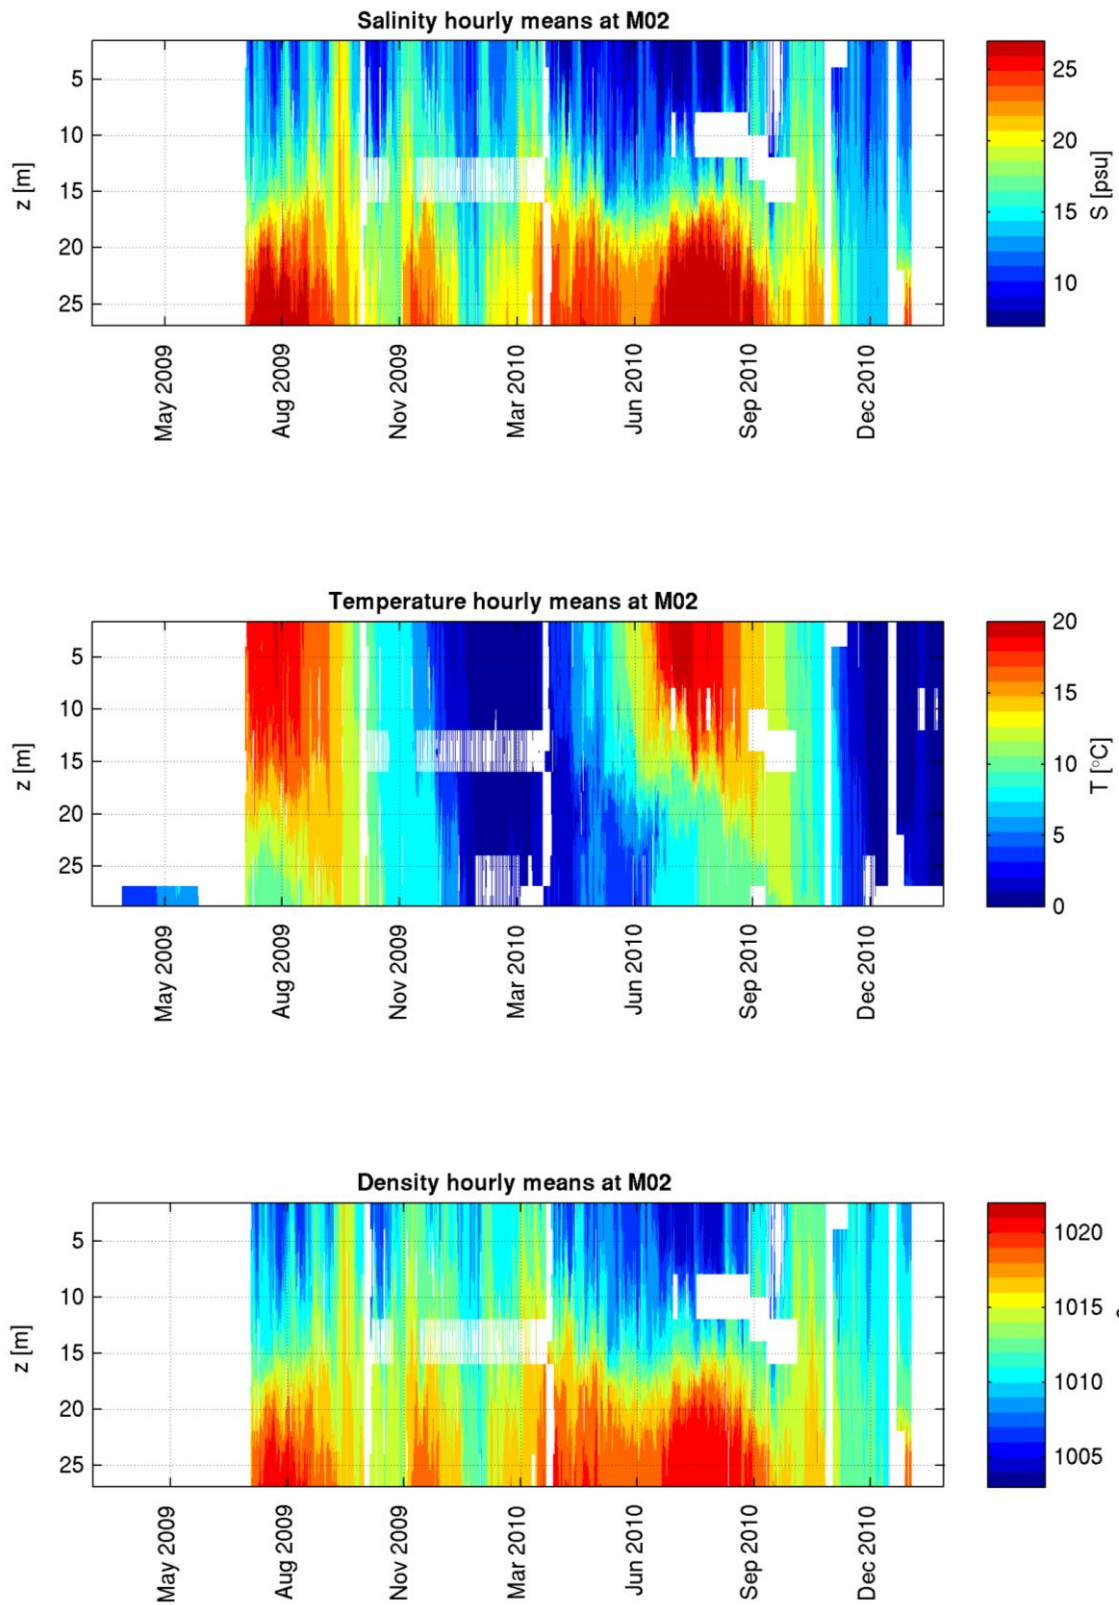 Salinity hourly means at M02
5
10
15
20
25
z [m]
May 2009
Aug 2009
Nov 2009
Mar 2010
Jun 2010
Sep 2010
Dec 2010
25
20
15
10
S [psu]
Temperature hourly means at M02
5
10
15
20
25
z [m]
May 2009
Aug 2009
Nov 2009
Mar 2010
Jun 2010
Sep 2010
Dec 2010
20
15
10
5
0
T [°C]
Density hourly means at M02
5
10
15
20
25
z [m]
May 2009
Aug 2009
Nov 2009
Mar 2010
Jun 2010
Sep 2010
Dec 2010
1020
1015
1010
1005